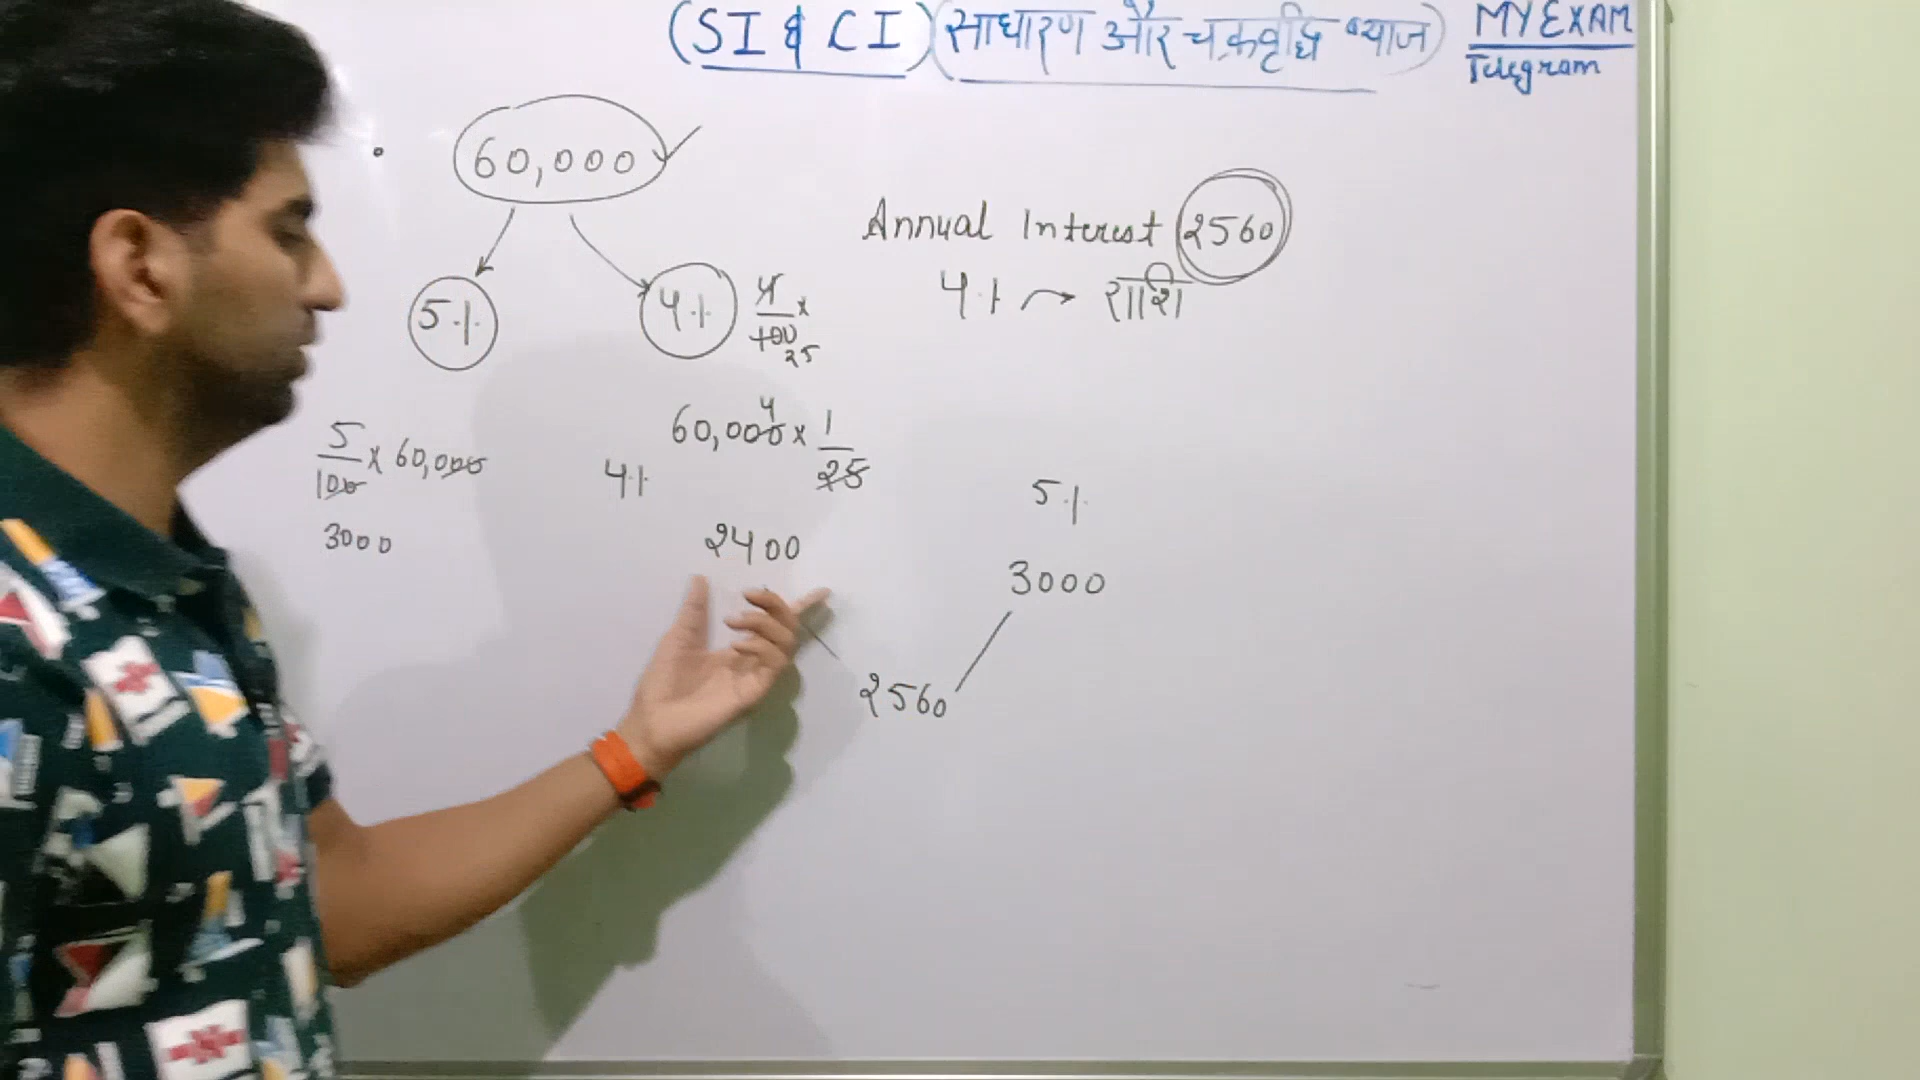 (SI & CI) (साधारण और चक्रवृद्धि ब्याज) MY EXAM
Telegram
60,000
Annual Interest 2560
5% 4% 4/100 x
25
4% → राशि
5/100 x 60,000
4% 60,000 x 1/25
4
3000
2400
5%
3000
2560